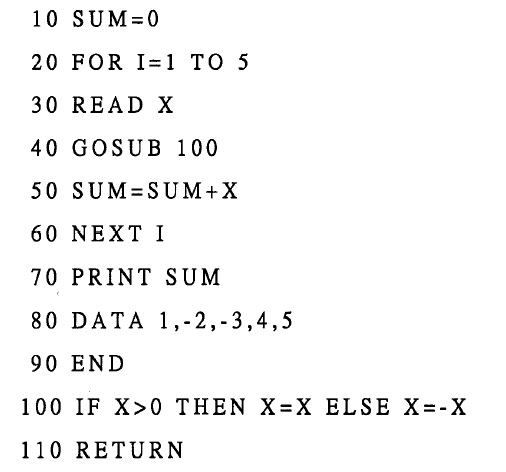 10 SUM=0
20 FOR I=1 TO 5
30 READ X
40 GOSUB 100
50 SUM=SUM+X
60 NEXT I
70 PRINT SUM
80 DATA 1,-2,-3,4,5
90 END
100 IF X>0 THEN X=X ELSE X=-X
110 RETURN